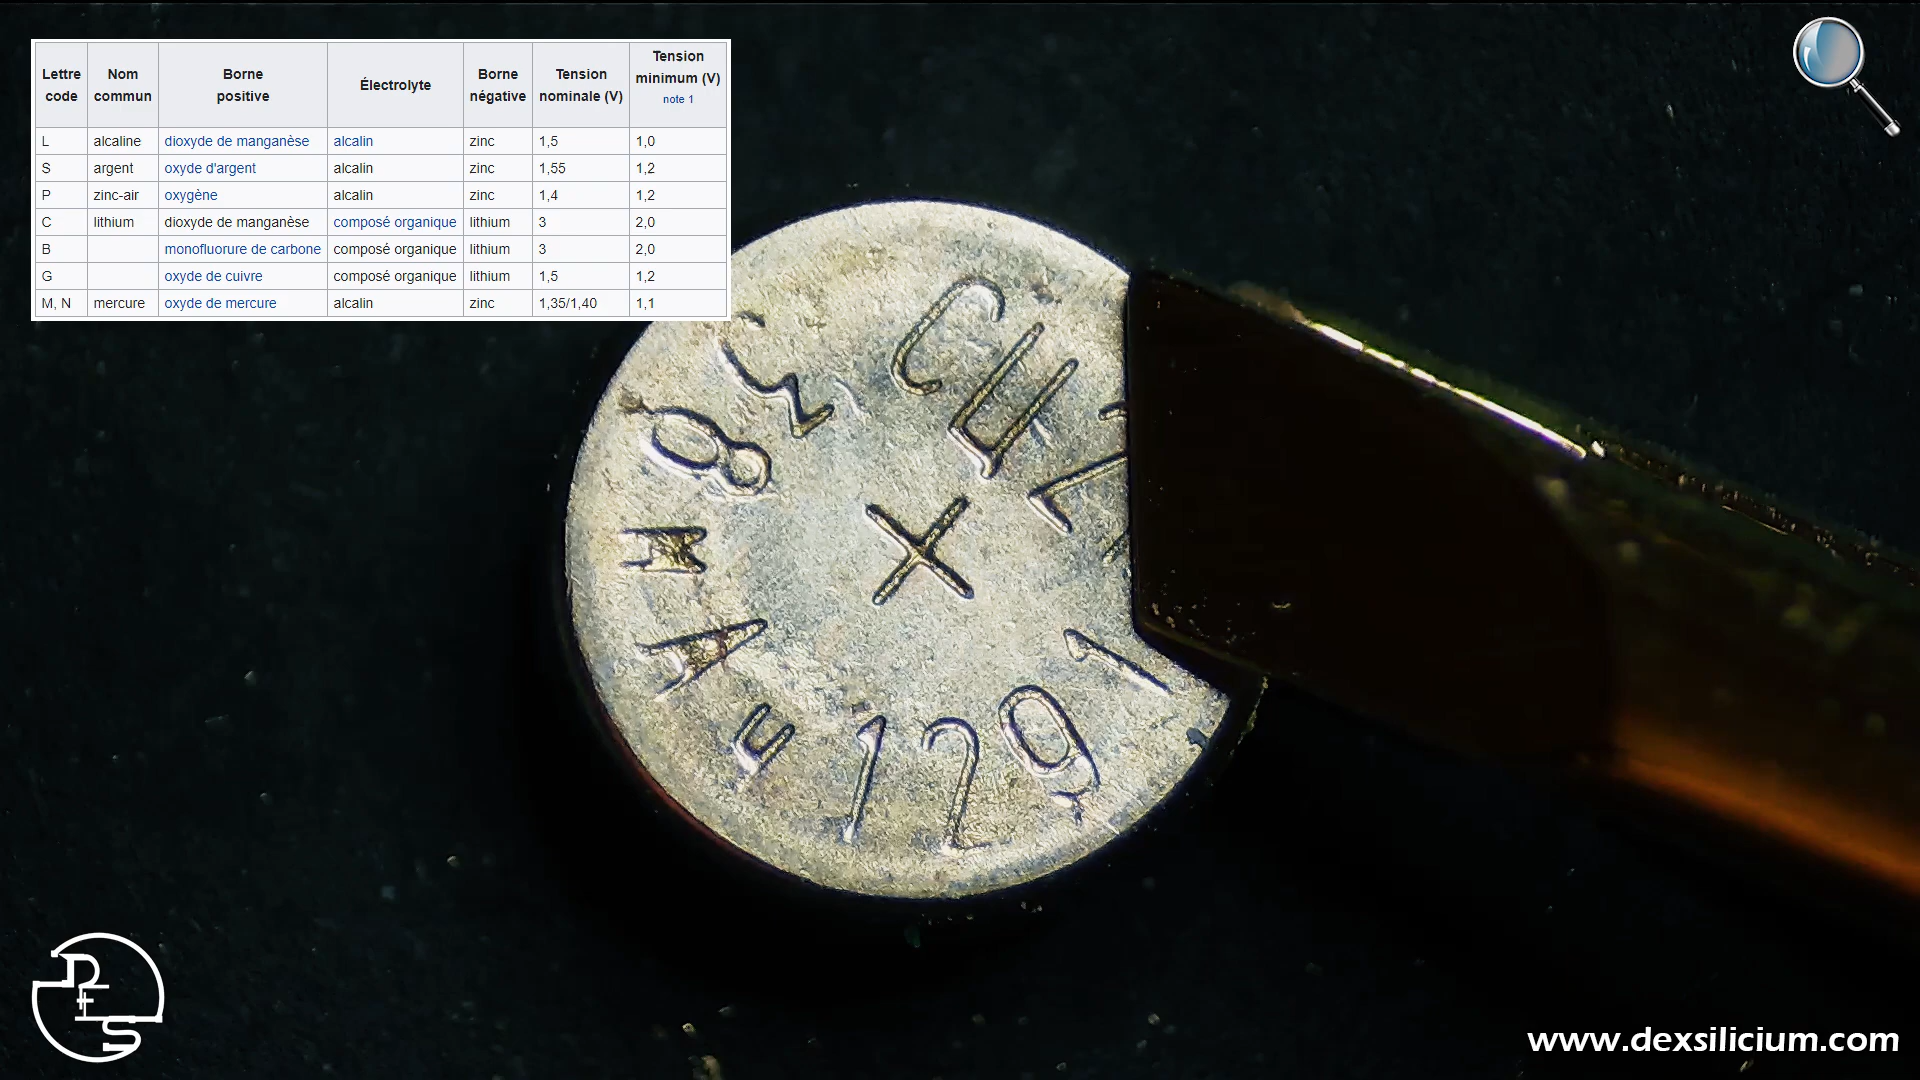 Lettre code | Nom commun | Borne positive | Électrolyte | Borne négative | Tension nominale (V) | Tension minimum (V) note 1
L | alcaline | dioxyde de manganèse | alcalin | zinc | 1,5 | 1,0
S | argent | oxyde d'argent | alcalin | zinc | 1,55 | 1,2
P | zinc-air | oxygène | alcalin | zinc | 1,4 | 1,2
C | lithium | dioxyde de manganèse | composé organique | lithium | 3 | 2,0
B | monofluorure de carbone | composé organique | lithium | 3 | 2,0
G | oxyde de cuivre | composé organique | lithium | 1,5 | 1,2
M, N | mercure | oxyde de mercure | alcalin | zinc | 1,35/1,40 | 1,1
СЦ
+
DES
www.dexsilicium.com